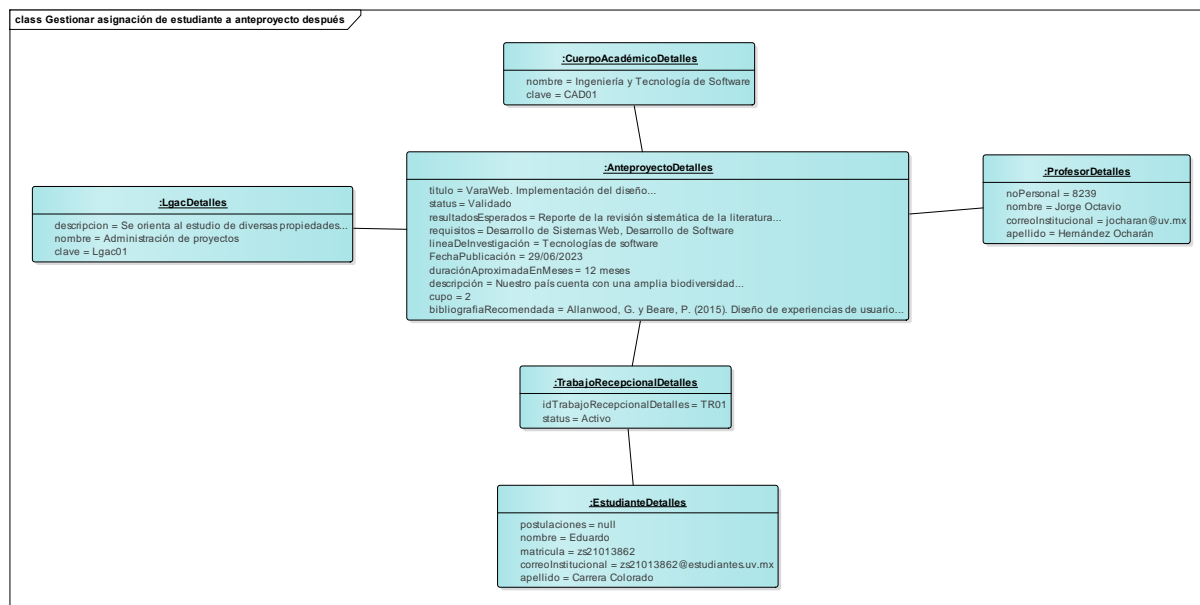 class Gestionar asignación de estudiante a anteproyecto después
:CuerpoAcadémicoDetalles
nombre = Ingeniería y Tecnología de Software
clave = CAD01
:AnteproyectoDetalles
titulo = VaraWeb. Implementación del diseño...
status = Validado
resultadosEsperados = Reporte de la revisión sistemática de la literatura...
requisitos = Desarrollo de Sistemas Web, Desarrollo de Software
lineaDeInvestigación = Tecnologías de software
FechaPublicación = 29/06/2023
duraciónAproximadaEnMeses = 12 meses
descripción = Nuestro país cuenta con una amplia biodiversidad...
cupo = 2
bibliografiaRecomendada = Allanwood, G. y Beare, P. (2015). Diseño de experiencias de usuario...
:ProfesorDetalles
noPersonal = 8239
nombre = Jorge Octavio
correoInstitucional = jocharan@uv.mx
apellido = Hernández Ocharán
:LgacDetalles
descripcion = Se orienta al estudio de diversas propiedades...
nombre = Administración de proyectos
clave = Lgac01
:TrabajoRecepcionalDetalles
idTrabajoRecepcionalDetalles = TR01
status = Activo
:EstudianteDetalles
postulaciones = null
nombre = Eduardo
matricula = zs21013862
correoInstitucional = zs21013862@estudiantes.uv.mx
apellido = Carrera Colorado